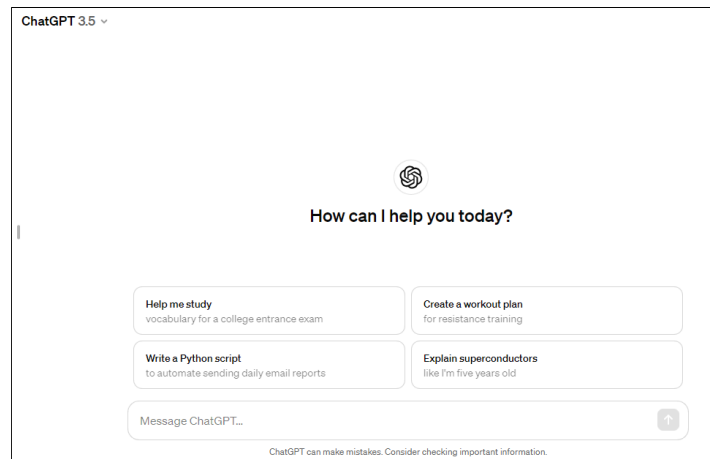 ChatGPT 3.5
How can I help you today?
Help me study
vocabulary for a college entrance exam
Create a workout plan
for resistance training
Write a Python script
to automate sending daily email reports
Explain superconductors
like I'm five years old
Message ChatGPT...
ChatGPT can make mistakes. Consider checking important information.